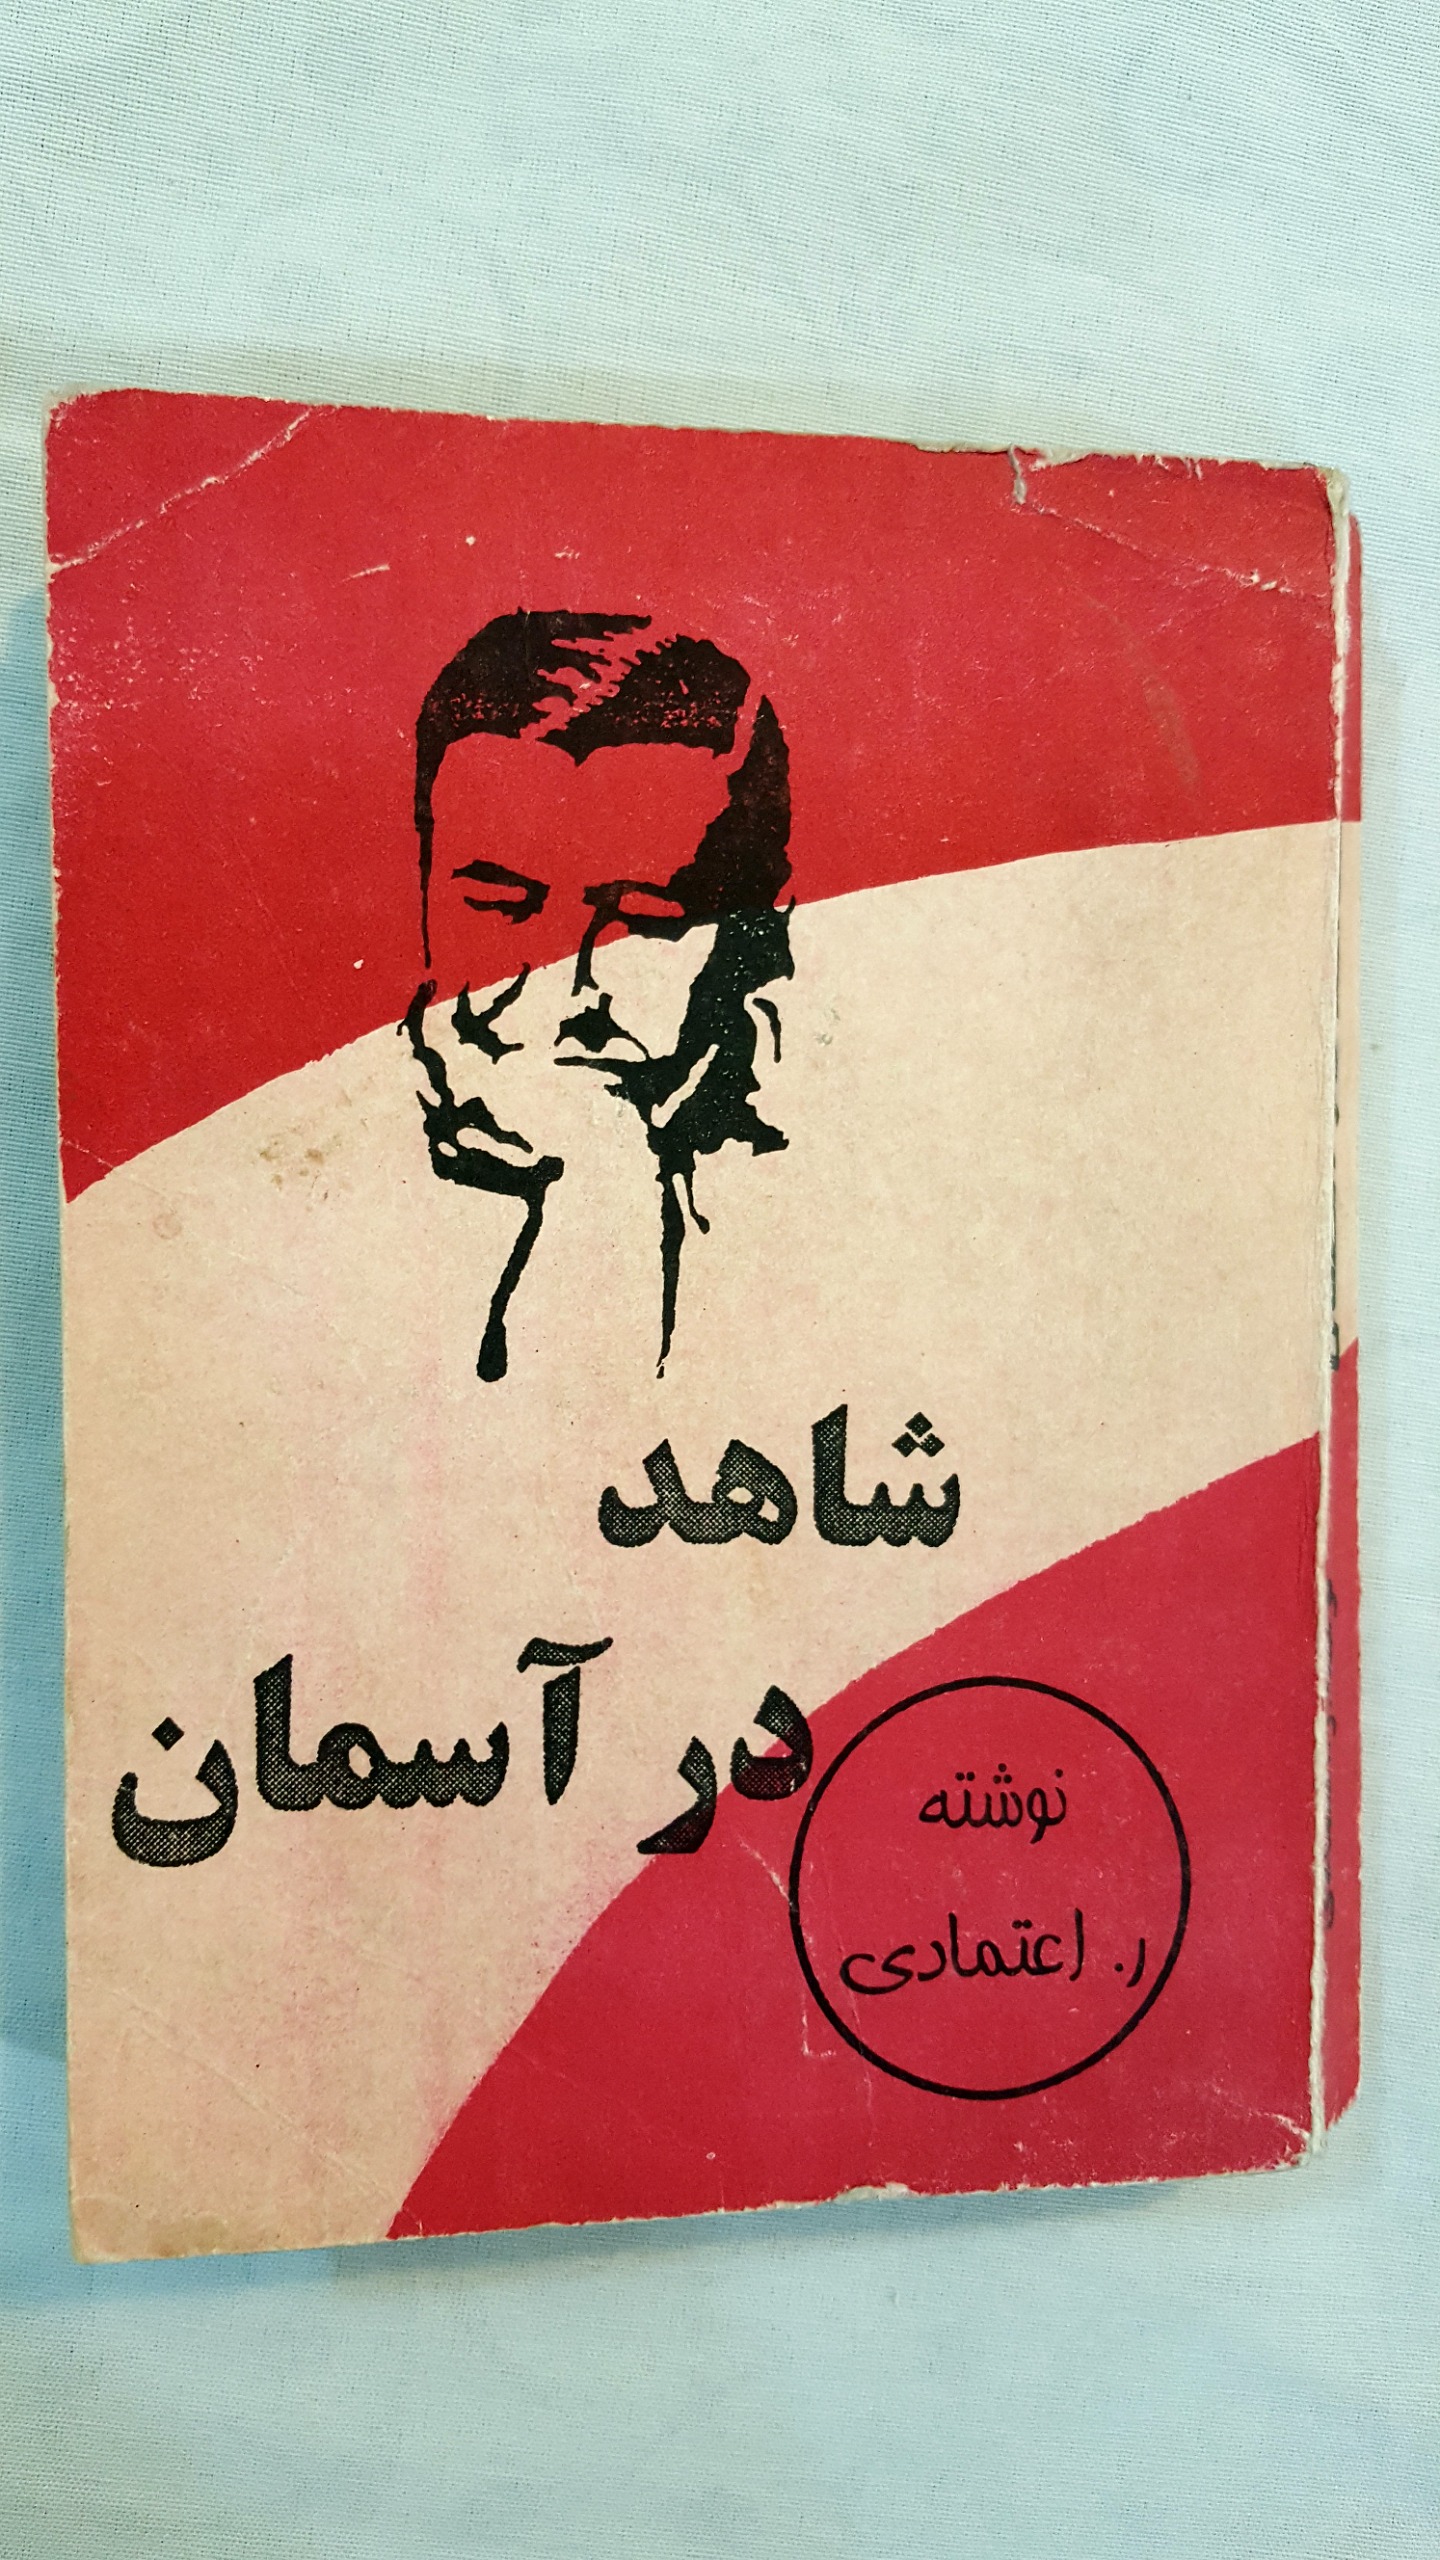 شاهد
در آسمان
نوشته
ر. اعتمادی